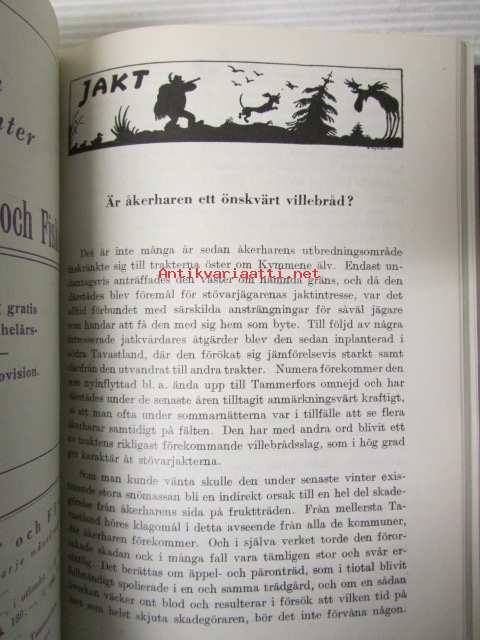 JAKT
Är åkerharen ett önskvärt villebråd?
Det är inte många år sedan åkerharens utbredningsområde
inskränkte sig till trakterna öster om Kymmene älv. Endast un-
dantagsvis anträffades den väster om nämnda gräns, och då den
därstädes blev föremål för stövarjägarenas jaktintresse, var det
alltid förbundet med särskilda ansträngningar för såväl jägare
som hundar att få den med sig hem som byte. Till följd av några
intresserade jatkvårdares åtgärder blev den sedan inplanterad i
södra Tavastland, där den förökat sig jämförelsevis starkt samt
därifrån den utvandrat till andra trakter. Numera förekommer den
som nyinflyttad bl. a. ända upp till Tammerfors omnejd och har
därstädes under de senaste åren tilltagit anmärkningsvärt kraftigt,
så att man ofta under sommarnätterna var i tillfälle att se flera
åkerharar samtidigt på fälten. Den har med andra ord blivit ett
av traktens rikligast förekommande villebrådsslag, som i hög grad
ger karaktär åt stövarjakterna.
Som man kunde vänta skulle den under senaste vinter exis-
terande stora snömassan bli en indirekt orsak till en hel del skade-
görelse från åkerharens sida på fruktträden. Från mellersta Ta-
vastland höres klagomål i detta avseende från alla de kommuner,
där åkerharen förekommer. Och i själva verket torde den föror-
sakade skadan ock i många fall vara tämligen stor och svår er-
sättlig. Det berättas om äppel- och päronträd, som i tiotal blivit
fullständigt spolierade i en och samma trädgård, och om en sådan
åverkan väcker ont blod och resulterar i försök att vilken tid på
året som helst skjuta skadegöraren, bör det inte förvåna någon.
Antikvariaatti.net
och Fisk
gratis
helårs-
provision.